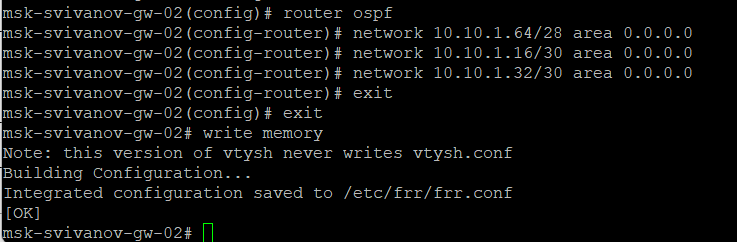 msk-svivanov-gw-02(config)# router ospf
msk-svivanov-gw-02(config-router)# network 10.10.1.64/28 area 0.0.0.0
msk-svivanov-gw-02(config-router)# network 10.10.1.16/30 area 0.0.0.0
msk-svivanov-gw-02(config-router)# network 10.10.1.32/30 area 0.0.0.0
msk-svivanov-gw-02(config-router)# exit
msk-svivanov-gw-02(config)# exit
msk-svivanov-gw-02# write memory
Note: this version of vtysh never writes vtysh.conf
Building Configuration...
Integrated configuration saved to /etc/frr/frr.conf
[OK]
msk-svivanov-gw-02#